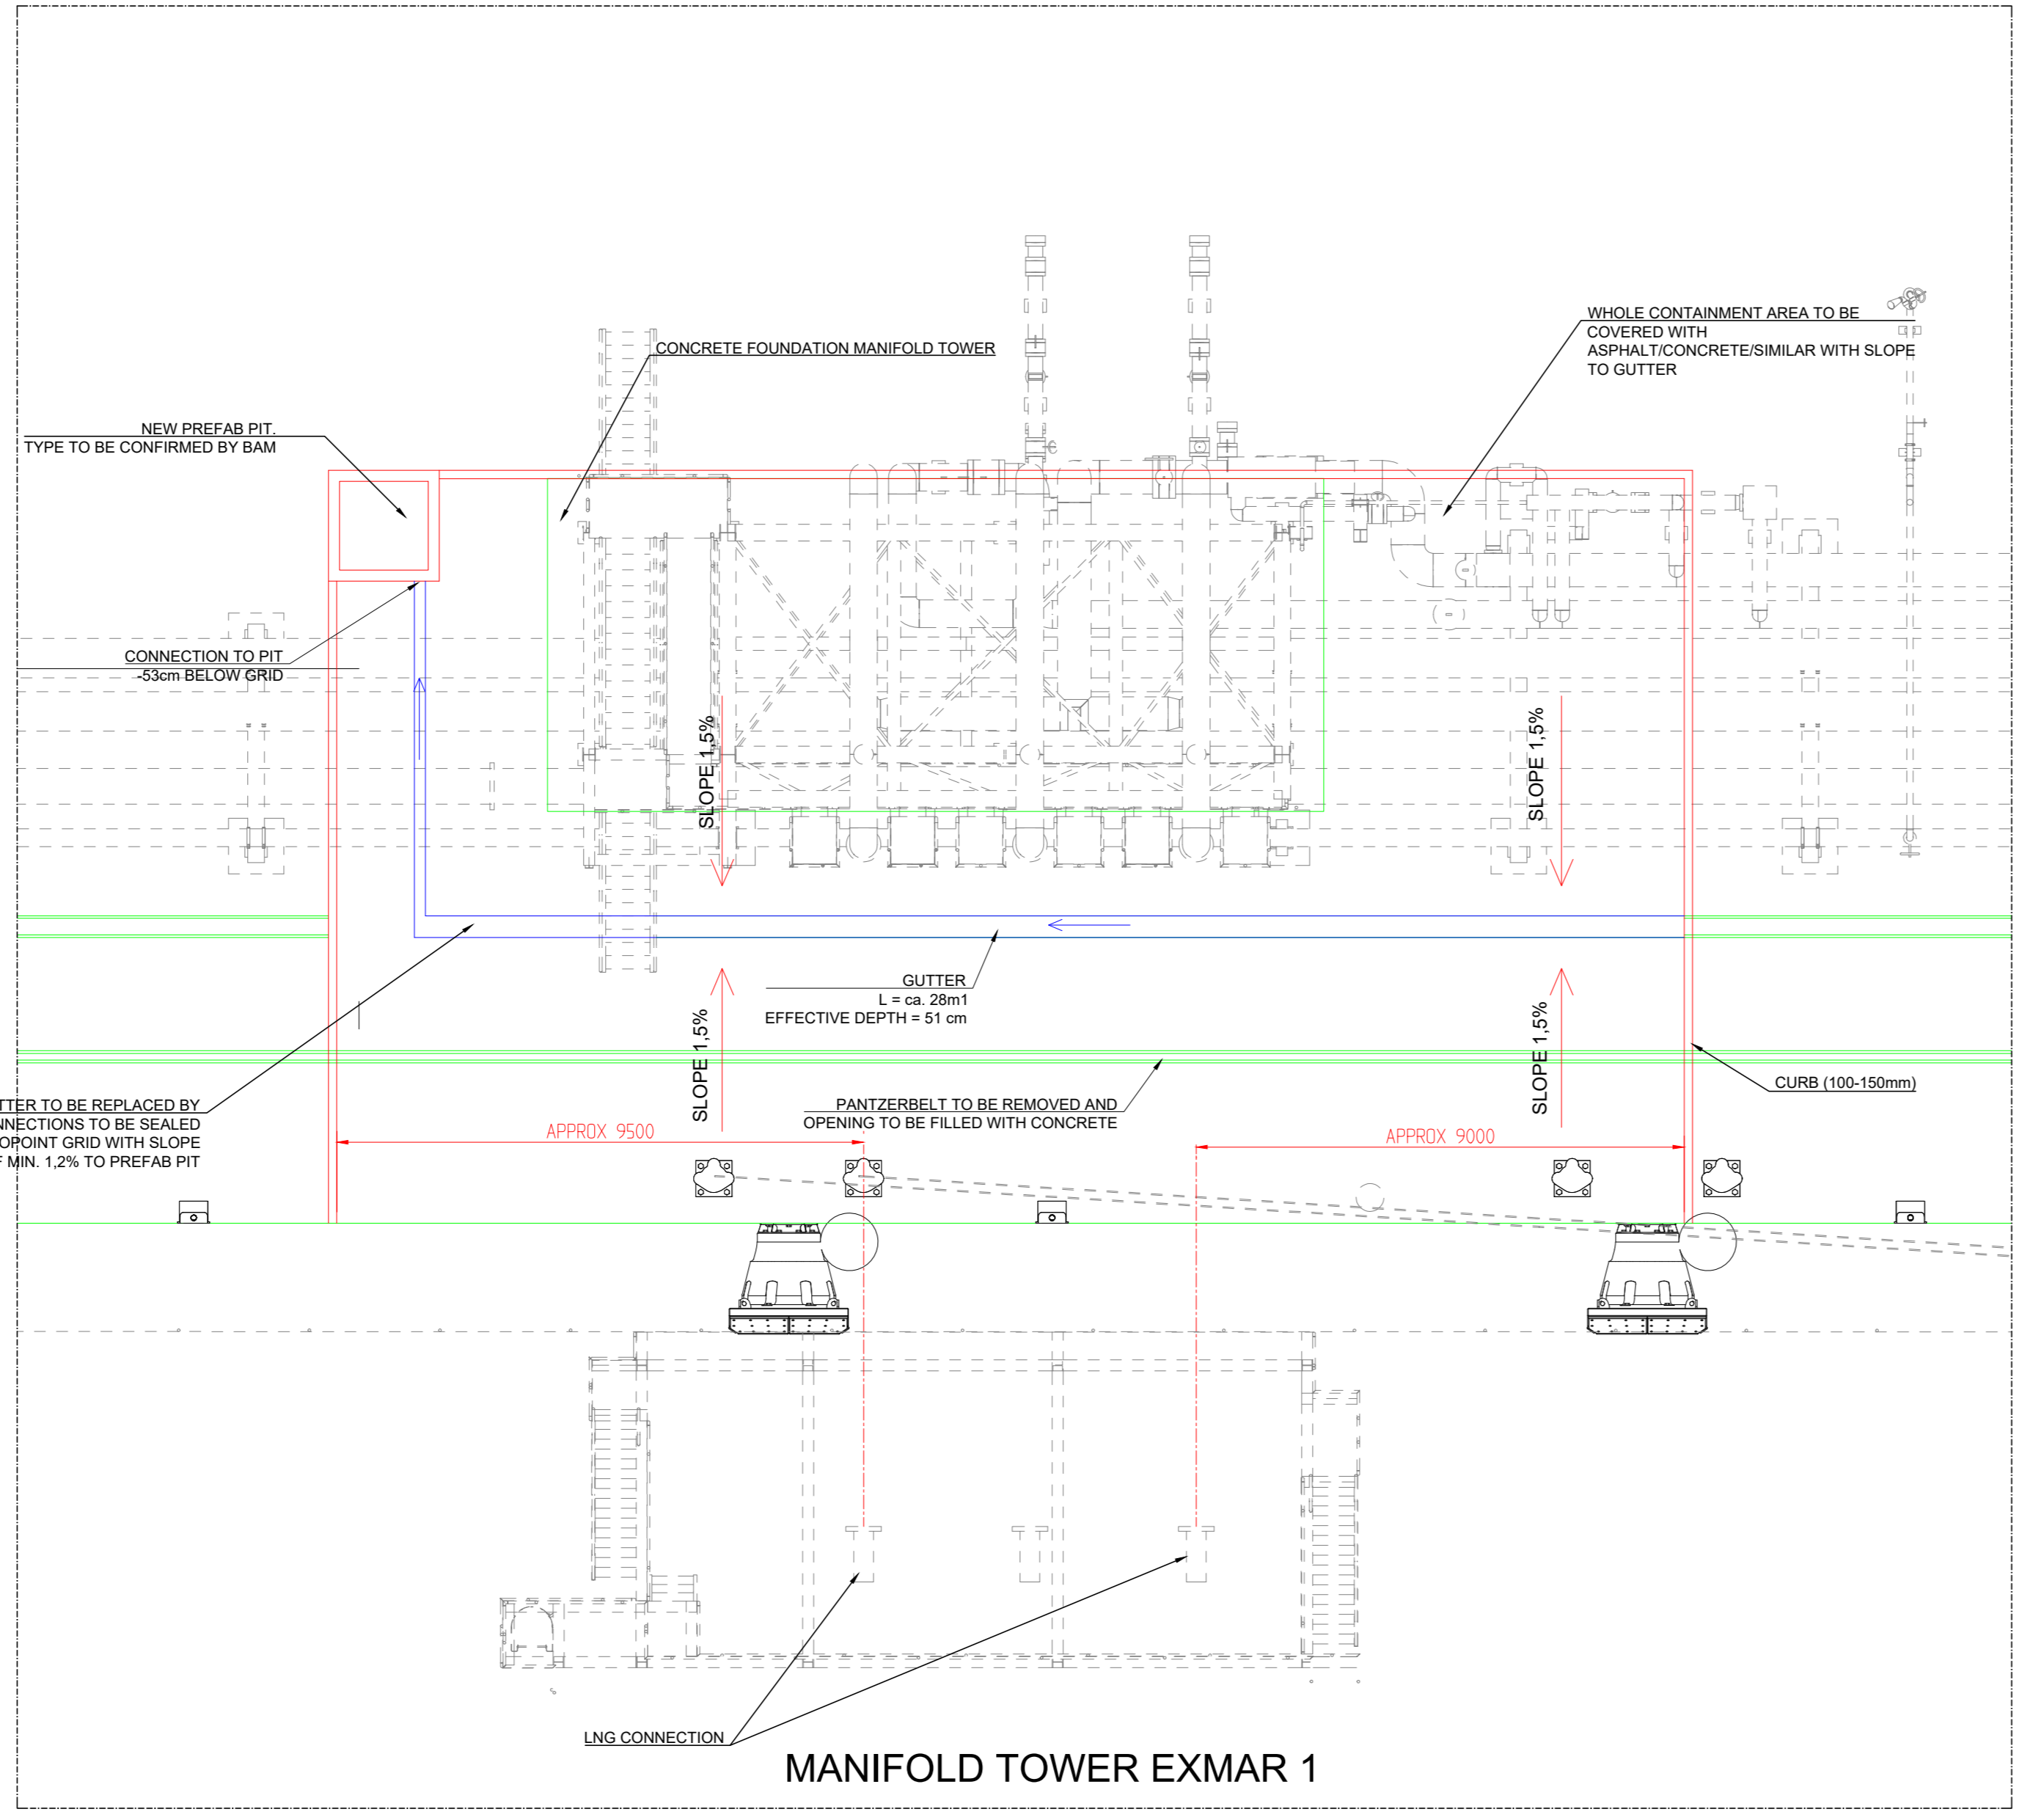 WHOLE CONTAINMENT AREA TO BE
COVERED WITH
ASPHALT/CONCRETE/SIMILAR WITH SLOPE
TO GUTTER
CONCRETE FOUNDATION MANIFOLD TOWER
NEW PREFAB PIT.
TYPE TO BE CONFIRMED BY BAM
CONNECTION TO PIT
-53cm BELOW GRID
SLOPE 1,5%
SLOPE 1,5%
GUTTER
L = ca. 28m1
EFFECTIVE DEPTH = 51 cm
SLOPE 1,5%
SLOPE 1,5%
CURB (100-150mm)
TTER TO BE REPLACED BY
NNECTIONS TO BE SEALED
OPOINT GRID WITH SLOPE
F MIN. 1,2% TO PREFAB PIT
PANTZERBELT TO BE REMOVED AND
OPENING TO BE FILLED WITH CONCRETE
APPROX 9500
APPROX 9000
LNG CONNECTION
MANIFOLD TOWER EXMAR 1